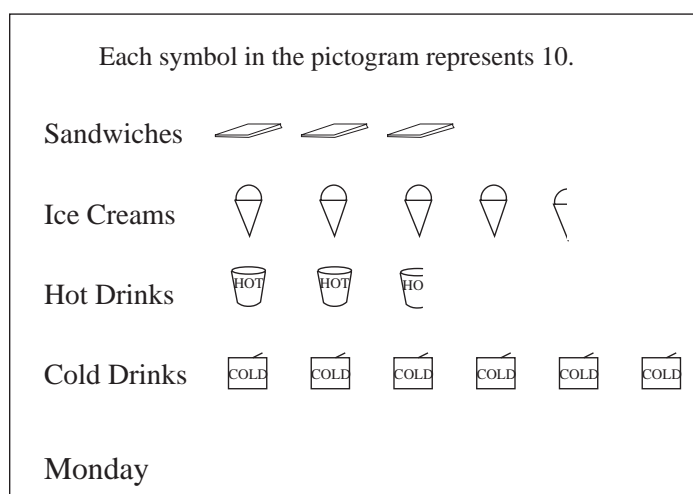 Each symbol in the pictogram represents 10.
Sandwiches
Ice Creams
Hot Drinks HOT HOT HO
Cold Drinks COLD COLD COLD COLD COLD COLD
Monday